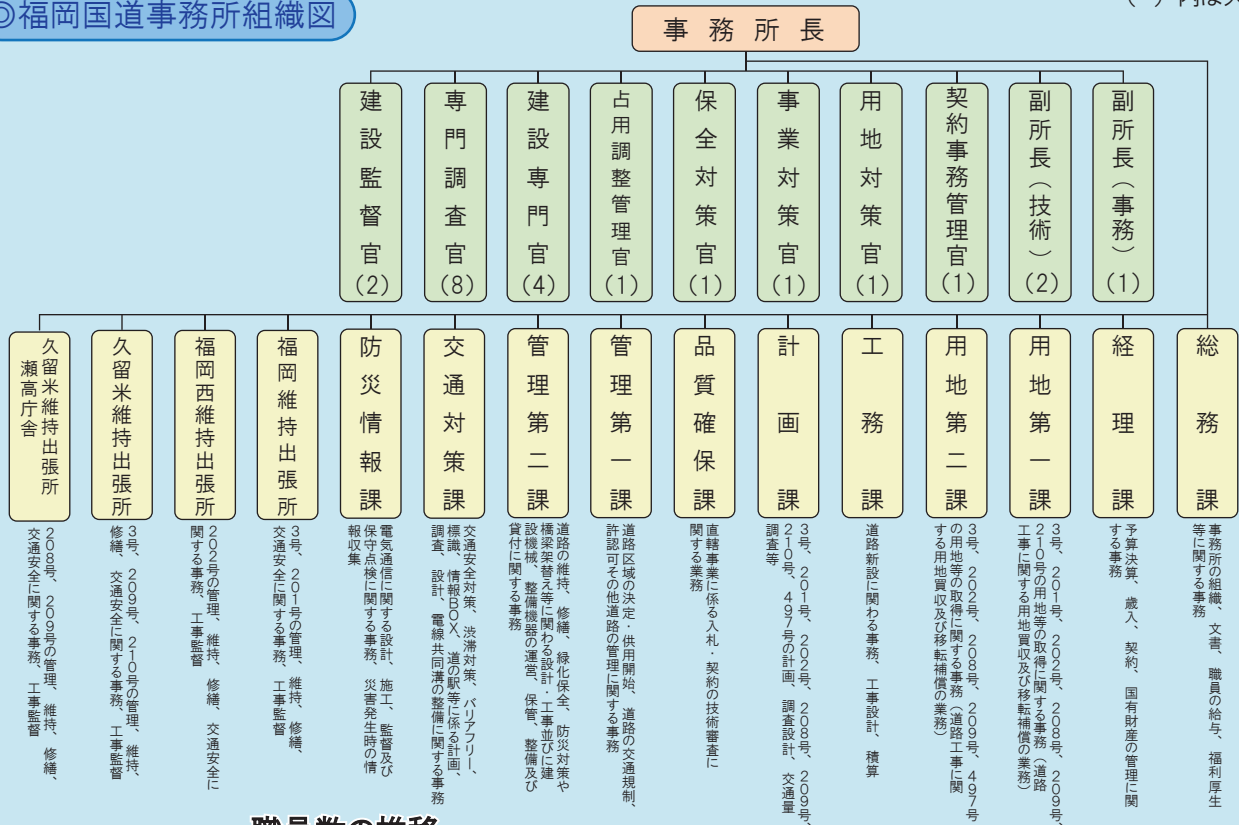 ◎福岡国道事務所組織図
事務所長
副所長（事務）（1）
副所長（技術）（2）
契約事務管理官（1）
用地対策官（1）
事業対策官（1）
保全対策官（1）
占用調整管理官（1）
建設専門官（4）
専門調査官（8）
建設監督官（2）
総務課
事務所の組織、文書、職員の給与、福利厚生
等に関する事務
経理課
予算決算、歳入、契約、国有財産の管理に関
する事務
用地第一課
3号、201号、202号、208号、209号、
210号の用地等の取得に関する事務（道路
工事に関する用地買収及び移転補償の業務）
用地第二課
3号、202号、208号、209号、497号
の用地等の取得に関する事務（道路工事に関
する用地買収及び移転補償の業務）
工務課
道路新設に関わる事務、工事設計、積算
計画課
3号、201号、202号、208号、209号、
210号、497号の計画、調査設計、交通量
調査等
品質確保課
直轄事業に係る入札・契約の技術審査に
関する業務
管理第一課
道路区域の決定・供用開始、道路の交通規制、
許認可その他道路の管理に関する事務
管理第二課
道路の維持、修繕、緑化保全、防災対策や
橋梁架替え等に関わる設計・工事並びに建
設機械、整備機器の運営、保管、整備及び
貸付に関する事務
交通対策課
交通安全対策、渋滞対策、バリアフリー、
標識、情報BOX、道の駅等に係る計画、
調査、設計、電線共同溝の整備に関する事務
防災情報課
電気通信に関する設計、施工、監督及び
保守点検に関する事務、災害発生時の情
報収集
福岡維持出張所
3号、201号の管理、維持、修繕、
交通安全に関する事務、工事監督
福岡西維持出張所
202号の管理、維持、修繕、交通安全に
関する事務、工事監督
久留米維持出張所
3号、209号、210号の管理、維持、
修繕、交通安全に関する事務、工事監督
久留米維持出張所
瀬高庁舎
208号、209号の管理、維持、修繕、
交通安全に関する事務、工事監督
職員数の推移